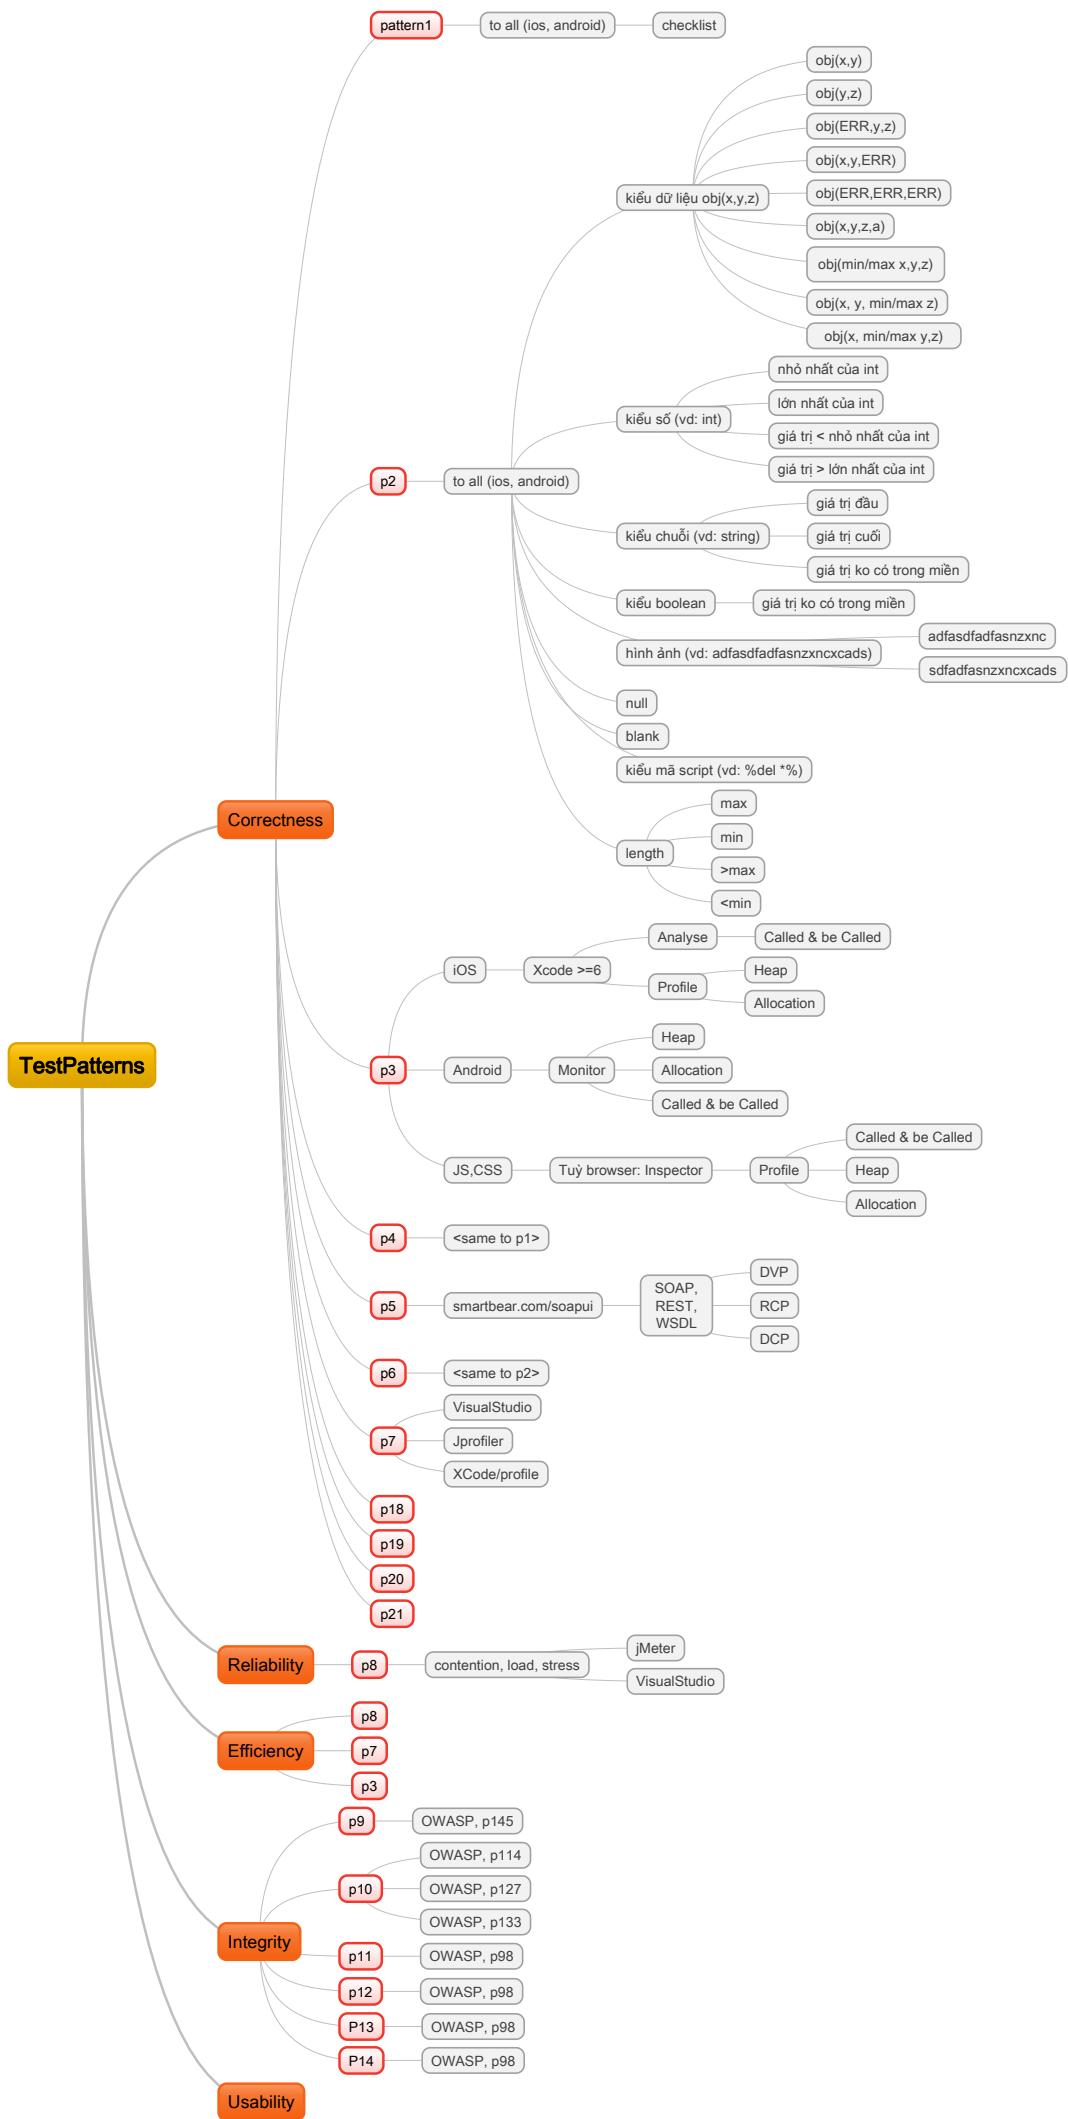 pattern1
to all (ios, android)
checklist
obj(x,y)
obj(y,z)
obj(ERR,y,z)
obj(x,y,ERR)
kiểu dữ liệu obj(x,y,z)
obj(ERR,ERR,ERR)
obj(x,y,z,a)
obj(min/max x,y,z)
obj(x, y, min/max z)
obj(x, min/max y,z)
nhỏ nhất của int
lớn nhất của int
kiểu số (vd: int)
giá trị < nhỏ nhất của int
giá trị > lớn nhất của int
p2
to all (ios, android)
giá trị đầu
kiểu chuỗi (vd: string)
giá trị cuối
giá trị ko có trong miền
kiểu boolean
giá trị ko có trong miền
adfasdfadfasnzxnc
hình ảnh (vd: adfasdfadfasnzxncxcads)
sdfadfasnzxncxcads
null
blank
kiểu mã script (vd: %del *%)
max
Correctness
min
length
>max
<min
Analyse
Called & be Called
iOS
Xcode >=6
Heap
Profile
Allocation
Heap
TestPatterns
p3
Android
Monitor
Allocation
Called & be Called
Called & be Called
JS,CSS
Tuỳ browser: Inspector
Profile
Heap
Allocation
p4
<same to p1>
DVP
p5
smartbear.com/soapui
SOAP,
REST,
WSDL
RCP
DCP
p6
<same to p2>
VisualStudio
p7
Jprofiler
XCode/profile
p18
p19
p20
p21
jMeter
Reliability
p8
contention, load, stress
VisualStudio
p8
Efficiency
p7
p3
p9
OWASP, p145
OWASP, p114
p10
OWASP, p127
OWASP, p133
Integrity
p11
OWASP, p98
p12
OWASP, p98
P13
OWASP, p98
P14
OWASP, p98
Usability